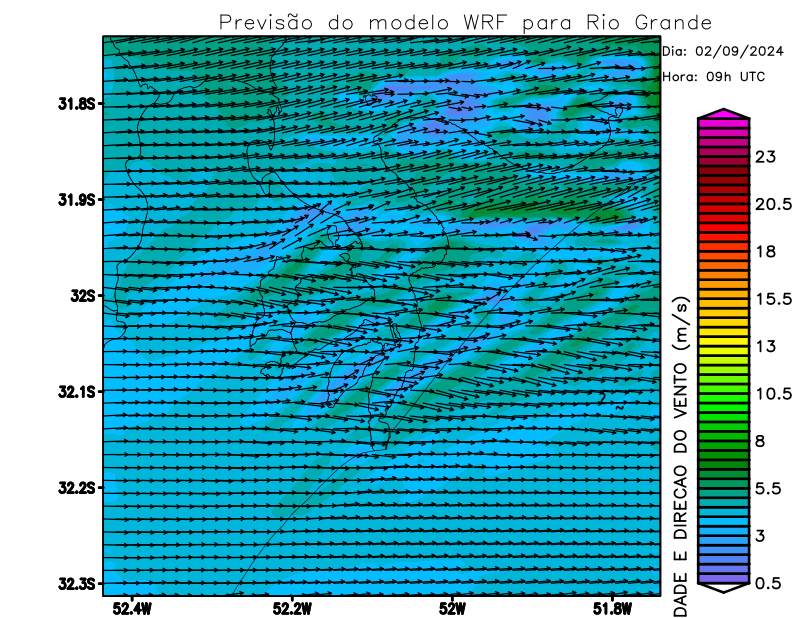 Previsão do modelo WRF para Rio Grande
Dia: 02/09/2024
Hora: 09h UTC
31.8S
31.9S
32S
32.1S
32.2S
32.3S
52.4W
52.2W
52W
51.8W
23
20.5
18
15.5
13
10.5
8
5.5
3
0.5
DADE E DIRECAO DO VENTO (m/s)